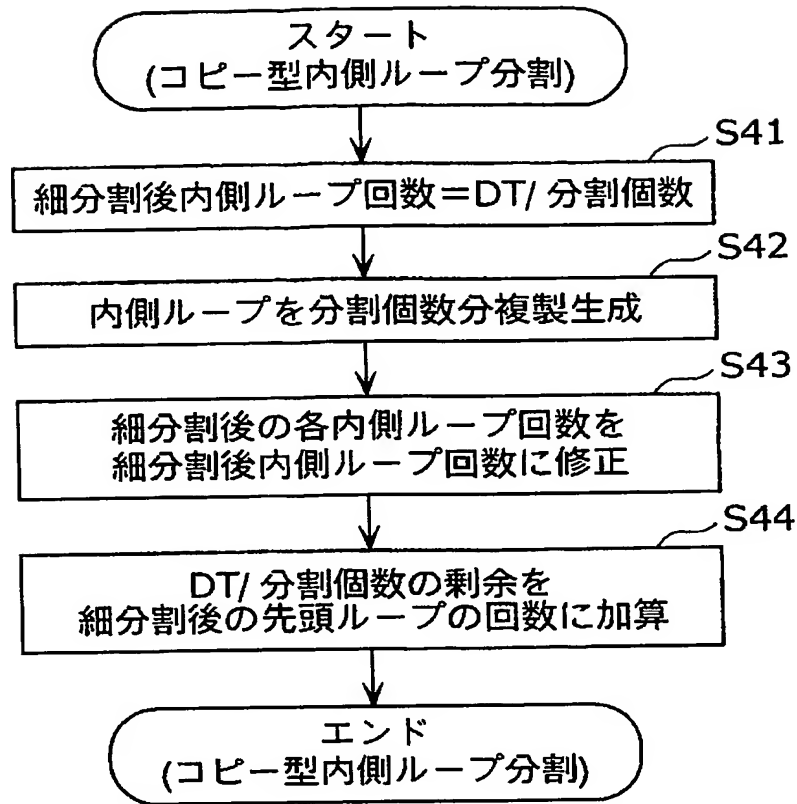 スタート
(コピー型内側ループ分割)
S41
細分割後内側ループ回数=DT/分割個数
S42
内側ループを分割個数分複製生成
S43
細分割後の各内側ループ回数を
細分割後内側ループ回数に修正
S44
DT/分割個数の剰余を
細分割後の先頭ループの回数に加算
エンド
(コピー型内側ループ分割)